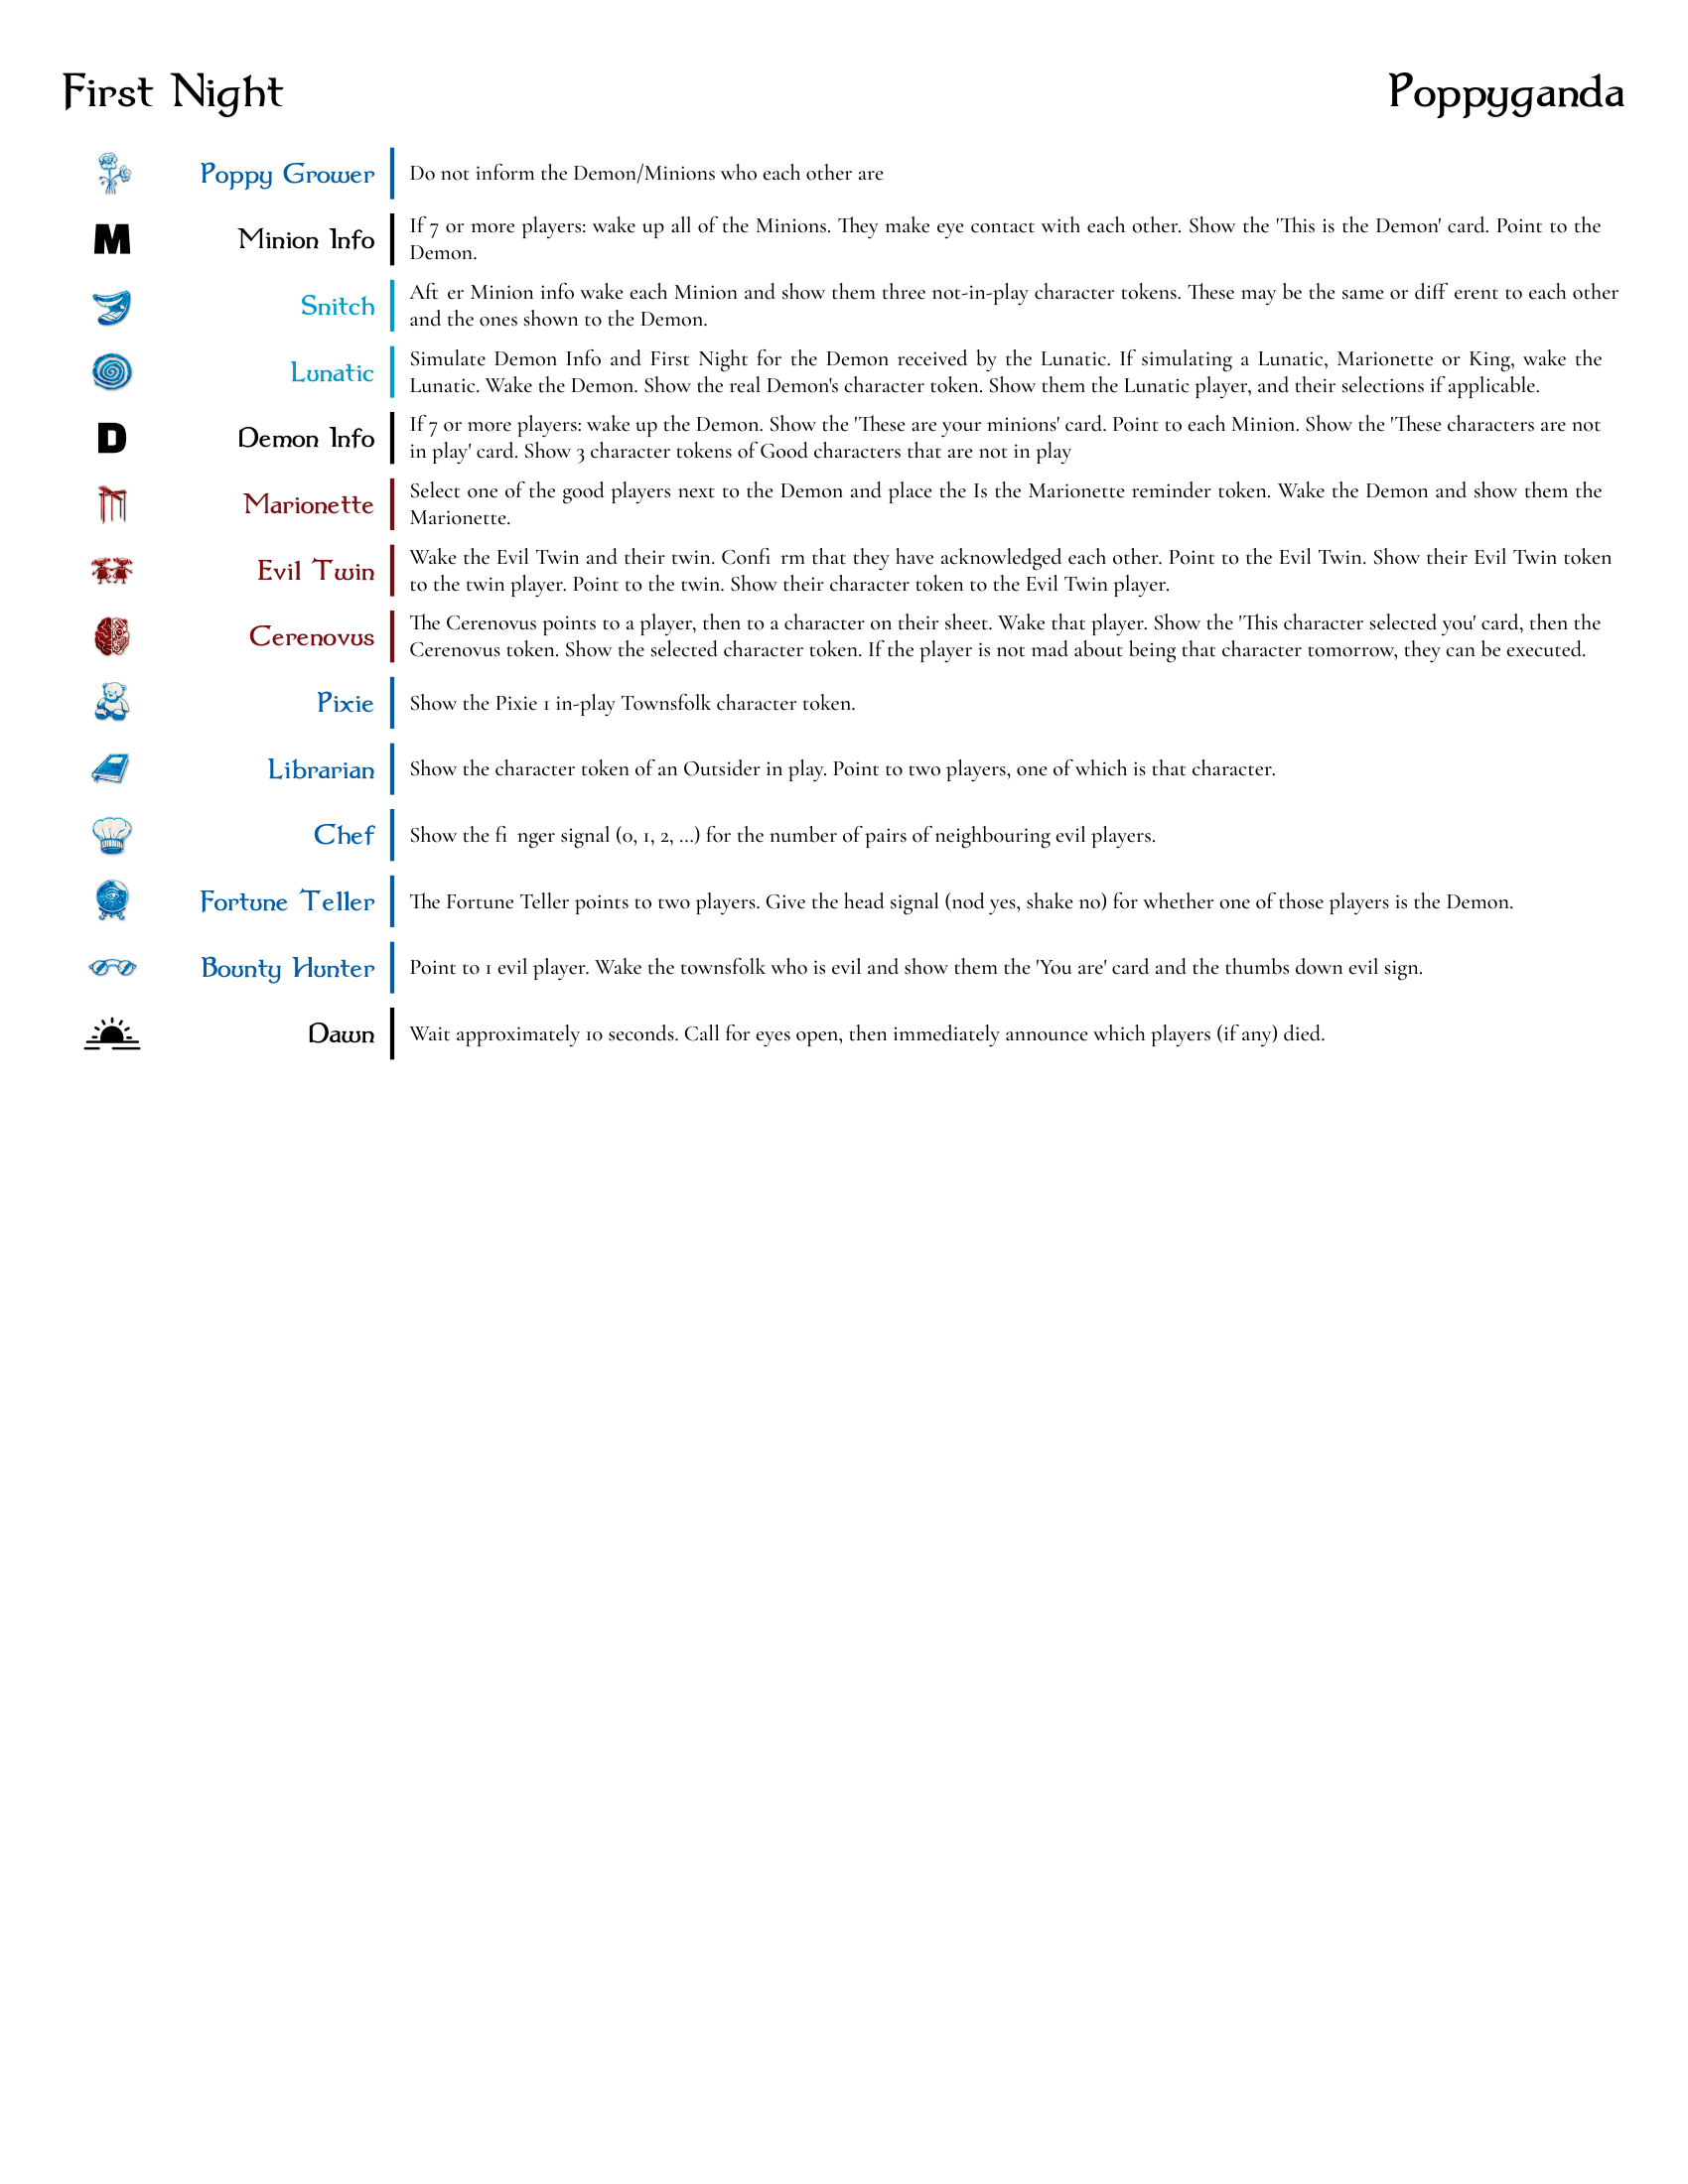 First Night
Poppyganda
Poppy Grower
Do not inform the Demon/Minions who each other are
M
Minion Info
If 7 or more players: wake up all of the Minions. They make eye contact with each other. Show the 'This is the Demon' card. Point to the
Demon.
Snitch
Aft er Minion info wake each Minion and show them three not-in-play character tokens. These may be the same or diff erent to each other
and the ones shown to the Demon.
Lunatic
Simulate Demon Info and First Night for the Demon received by the Lunatic. If simulating a Lunatic, Marionette or King, wake the
Lunatic. Wake the Demon. Show the real Demon's character token. Show them the Lunatic player, and their selections if applicable.
D
Demon Info
If 7 or more players: wake up the Demon. Show the 'These are your minions' card. Point to each Minion. Show the 'These characters are not
in play' card. Show 3 character tokens of Good characters that are not in play
Marionette
Select one of the good players next to the Demon and place the Is the Marionette reminder token. Wake the Demon and show them the
Marionette.
Evil Twin
Wake the Evil Twin and their twin. Confi rm that they have acknowledged each other. Point to the Evil Twin. Show their Evil Twin token
to the twin player. Point to the twin. Show their character token to the Evil Twin player.
Cerenovus
The Cerenovus points to a player, then to a character on their sheet. Wake that player. Show the 'This character selected you' card, then the
Cerenovus token. Show the selected character token. If the player is not mad about being that character tomorrow, they can be executed.
Pixie
Show the Pixie 1 in-play Townsfolk character token.
Librarian
Show the character token of an Outsider in play. Point to two players, one of which is that character.
Chef
Show the fi nger signal (0, 1, 2, ...) for the number of pairs of neighbouring evil players.
Fortune Teller
The Fortune Teller points to two players. Give the head signal (nod yes, shake no) for whether one of those players is the Demon.
Bounty Hunter
Point to 1 evil player. Wake the townsfolk who is evil and show them the 'You are' card and the thumbs down evil sign.
Dawn
Wait approximately 10 seconds. Call for eyes open, then immediately announce which players (if any) died.